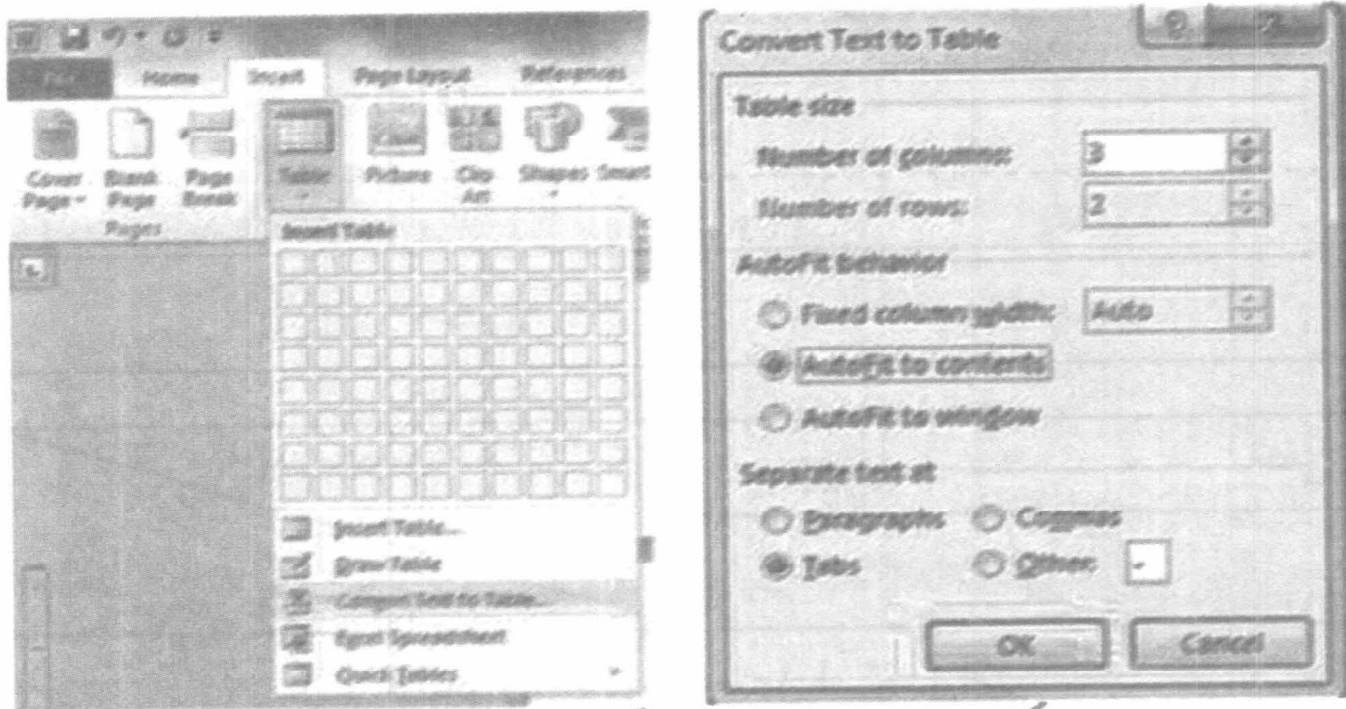 W
File Home Insert Page Layout References
Cover Page
Blank Page
Page Break
Table
Picture
Clip Art
Shapes
Smart
Pages
Insert Table
Insert Table...
Draw Table
Convert Text to Table...
Excel Spreadsheet
Quick Tables
Convert Text to Table
Table size
Number of columns: 3
Number of rows: 2
AutoFit behavior
Fixed column width: Auto
AutoFit to contents
AutoFit to window
Separate text at
Paragraphs Commas
Tabs Other: -
OK Cancel